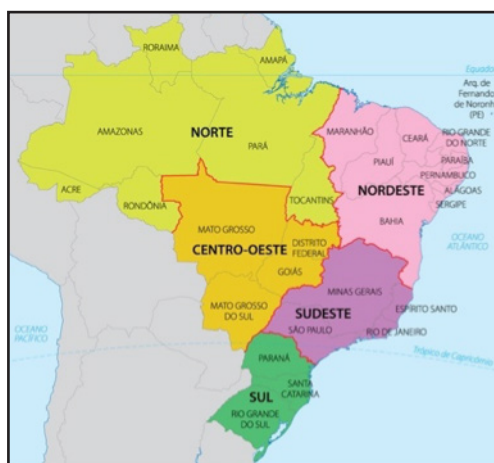 RORAIMA
AMAPÁ
Equador
Arq. de
Fernando
de Noronha
(PE)
AMAZONAS
NORTE
PARÁ
MARANHÃO
CEARÁ
RIO GRANDE
DO NORTE
PIAUÍ
PARAÍBA
PERNAMBUCO
ACRE
RONDÔNIA
TOCANTINS
NORDESTE
ALAGOAS
SERGIPE
BAHIA
MATO GROSSO
CENTRO-OESTE
DISTRITO
FEDERAL
GOIÁS
OCEANO
ATLÂNTICO
MATO GROSSO
DO SUL
MINAS GERAIS
SUDESTE
ESPÍRITO SANTO
SÃO PAULO
RIO DE JANEIRO
OCEANO
PACÍFICO
Trópico de Capricórnio
PARANÁ
SUL
SANTA
CATARINA
RIO GRANDE
DO SUL